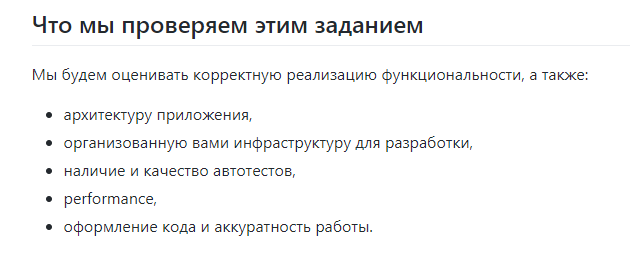 Что мы проверяем этим заданием
Мы будем оценивать корректную реализацию функциональности, а также:
• архитектуру приложения,
• организованную вами инфраструктуру для разработки,
• наличие и качество автотестов,
• performance,
• оформление кода и аккуратность работы.